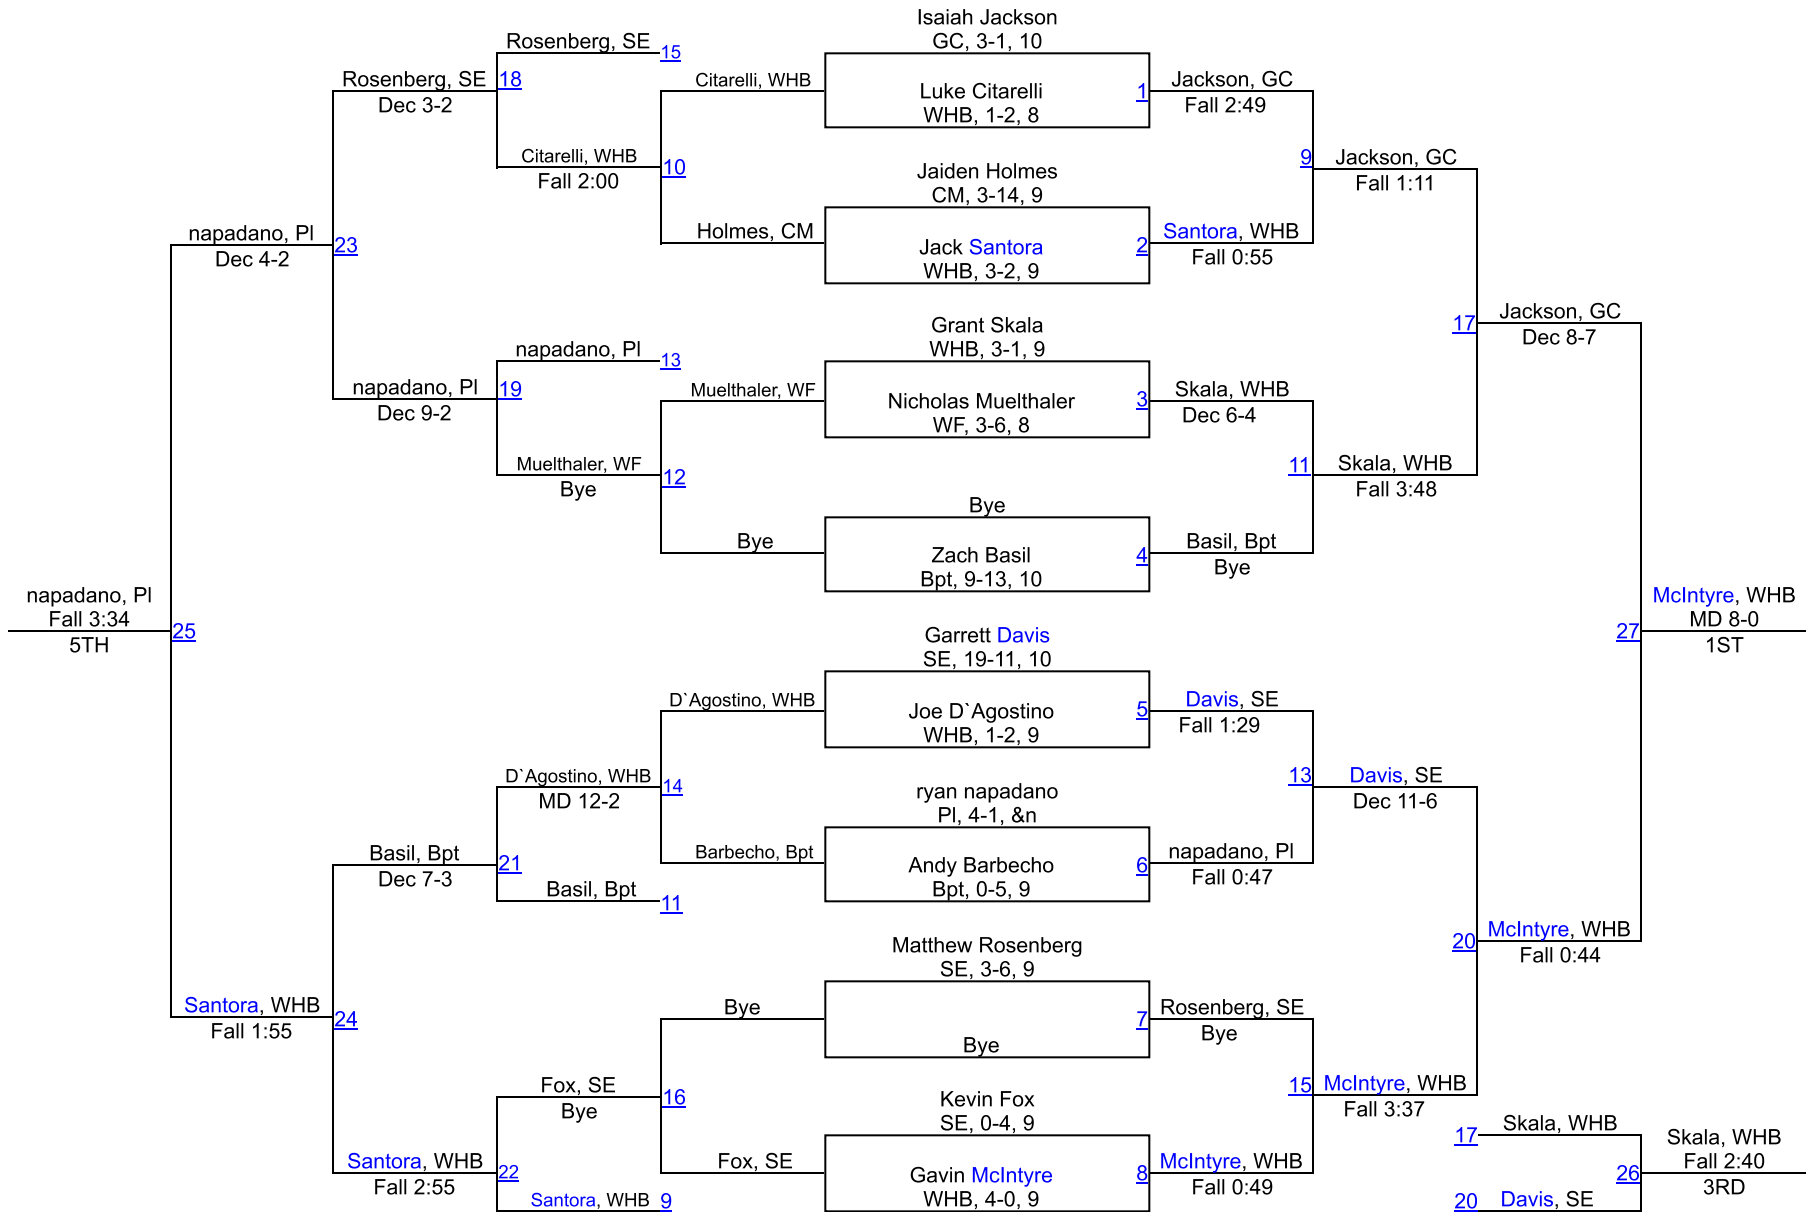 Isaiah Jackson
GC, 3-1, 10
Rosenberg, SE
15
Rosenberg, SE
18
Dec 3-2
Citarelli, WHB
Luke Citarelli
WHB, 1-2, 8
1
Jackson, GC
Fall 2:49
Citarelli, WHB
Fall 2:00
10
Jaiden Holmes
CM, 3-14, 9
9
Jackson, GC
Fall 1:11
napadano, Pl
Dec 4-2
23
Holmes, CM
Jack Santora
WHB, 3-2, 9
2
Santora, WHB
Fall 0:55
Grant Skala
WHB, 3-1, 9
17
Jackson, GC
Dec 8-7
napadano, Pl
13
napadano, Pl
19
Dec 9-2
Muelthaler, WF
Nicholas Muelthaler
WF, 3-6, 8
3
Skala, WHB
Dec 6-4
Muelthaler, WF
Bye
12
11
Skala, WHB
Fall 3:48
Bye
Bye
Zach Basil
Bpt, 9-13, 10
4
Basil, Bpt
Bye
napadano, Pl
Fall 3:34
5TH
25
Garrett Davis
SE, 19-11, 10
27
McIntyre, WHB
MD 8-0
1ST
D`Agostino, WHB
Joe D`Agostino
WHB, 1-2, 9
5
Davis, SE
Fall 1:29
D`Agostino, WHB
MD 12-2
14
ryan napadano
Pl, 4-1, &n
13
Davis, SE
Dec 11-6
Basil, Bpt
Dec 7-3
21
Barbecho, Bpt
Andy Barbecho
Bpt, 0-5, 9
6
napadano, Pl
Fall 0:47
Basil, Bpt
11
Matthew Rosenberg
SE, 3-6, 9
20
McIntyre, WHB
Fall 0:44
Santora, WHB
Fall 1:55
24
Bye
Bye
7
Rosenberg, SE
Bye
Fox, SE
Bye
16
Kevin Fox
SE, 0-4, 9
15
McIntyre, WHB
Fall 3:37
Santora, WHB
Fall 2:55
22
Fox, SE
Gavin McIntyre
WHB, 4-0, 9
8
McIntyre, WHB
Fall 0:49
Santora, WHB
9
17
Skala, WHB
26
Skala, WHB
Fall 2:40
3RD
20
Davis, SE